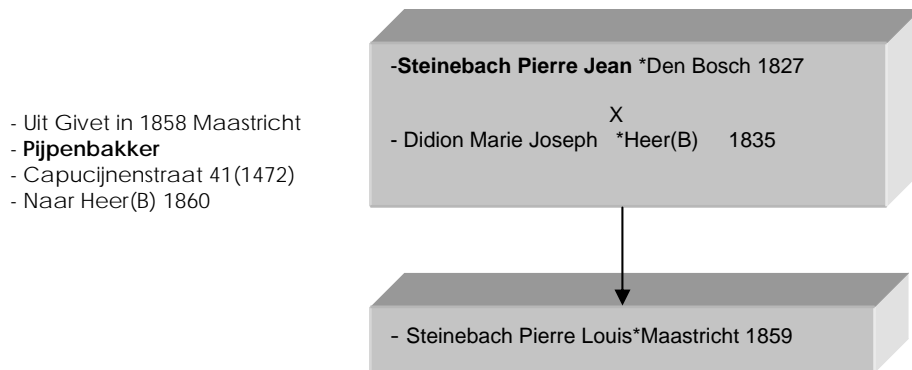 -Steinebach Pierre Jean *Den Bosch 1827
X
- Didion Marie Joseph *Heer(B) 1835
- Uit Givet in 1858 Maastricht
- Pijpenbakker
- Capucijnenstraat 41(1472)
- Naar Heer(B) 1860
- Steinebach Pierre Louis*Maastricht 1859